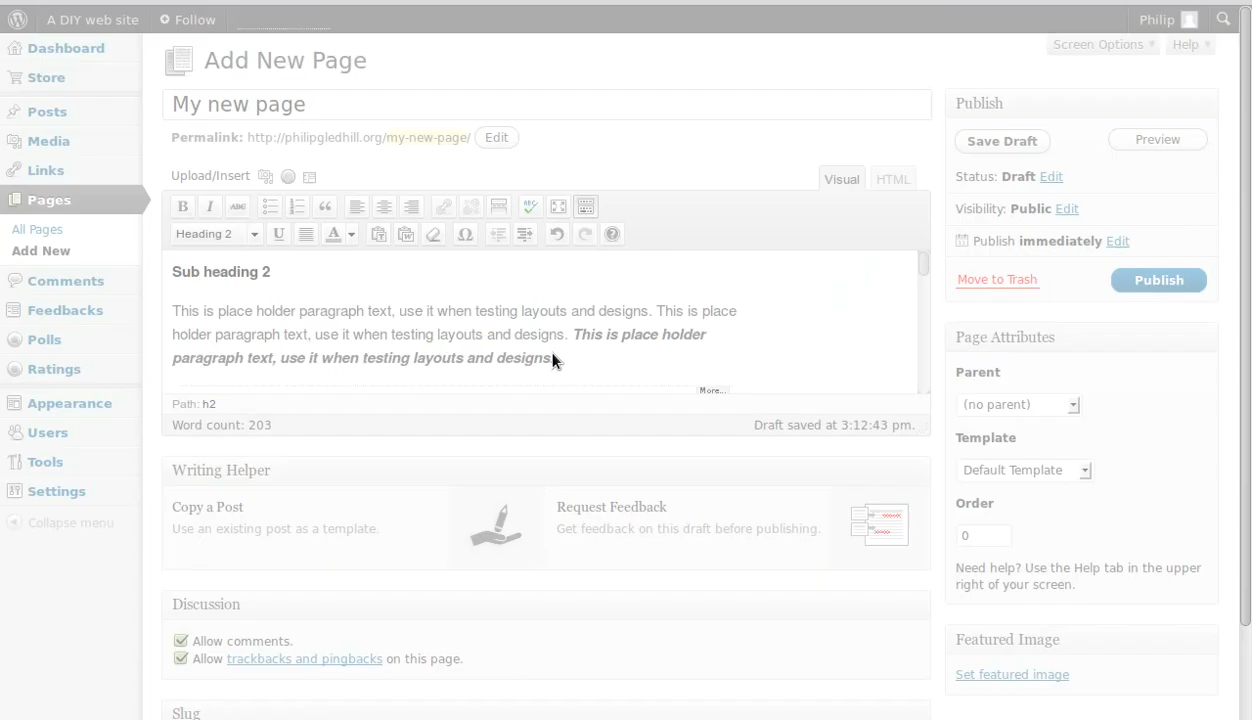 A DIY web site Follow Philip
Dashboard
Store
Posts
Media
Links
Pages
All Pages
Add New
Comments
Feedbacks
Polls
Ratings
Appearance
Users
Tools
Settings
Collapse menu
Screen Options Help
Add New Page
My new page
Permalink: http://philipgledhill.org/my-new-page/ Edit
Upload/Insert
Visual HTML
B I ABC ABC
Heading 2 U A Ω ?
Sub heading 2
This is place holder paragraph text, use it when testing layouts and designs. This is place
holder paragraph text, use it when testing layouts and designs. This is place holder
paragraph text, use it when testing layouts and designs.
More...
Path: h2
Word count: 203 Draft saved at 3:12:43 pm.
Writing Helper
Copy a Post
Use an existing post as a template.
Request Feedback
Get feedback on this draft before publishing.
Discussion
Allow comments.
Allow trackbacks and pingbacks on this page.
Slug
Publish
Save Draft Preview
Status: Draft Edit
Visibility: Public Edit
Publish immediately Edit
Move to Trash Publish
Page Attributes
Parent
(no parent)
Template
Default Template
Order
0
Need help? Use the Help tab in the upper
right of your screen.
Featured Image
Set featured image